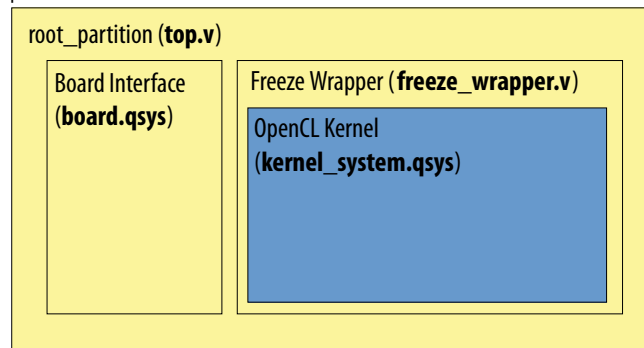 root_partition (top.v)
Board Interface
(board.qsys)
Freeze Wrapper (freeze_wrapper.v)
OpenCL Kernel
(kernel_system.qsys)